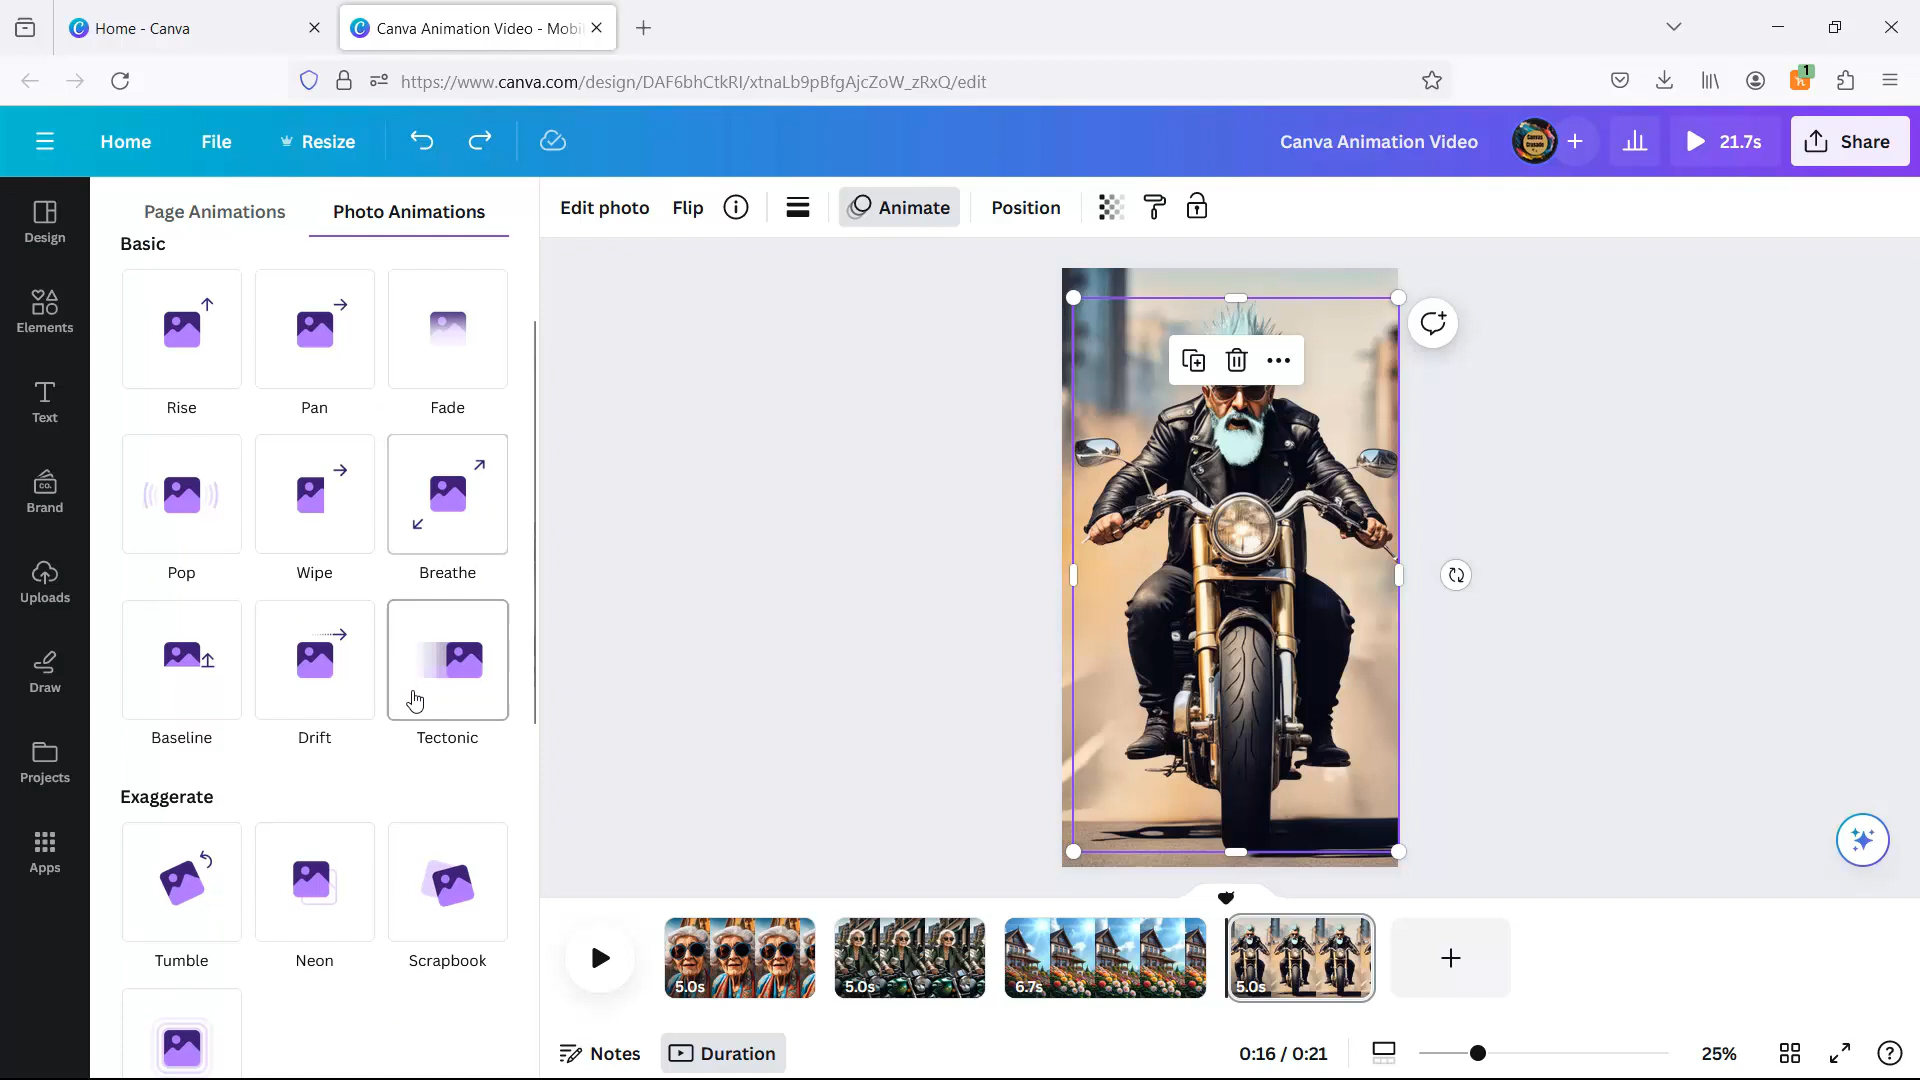 Home - Canva
Canva Animation Video - Mobil
https://www.canva.com/design/DAF6bhCtkRI/xtnaLb9pBfgAjcZoW_zRxQ/edit
1
Home
File
Resize
Canva Animation Video
21.7s
Share
Design
Elements
Text
CO.
Brand
Uploads
Draw
Projects
Apps
Page Animations
Photo Animations
Basic
Rise
Pan
Fade
Pop
Wipe
Breathe
Baseline
Drift
Tectonic
Exaggerate
Tumble
Neon
Scrapbook
Edit photo
Flip
Animate
Position
5.0s
5.0s
6.7s
5.0s
Notes
Duration
0:16 / 0:21
25%